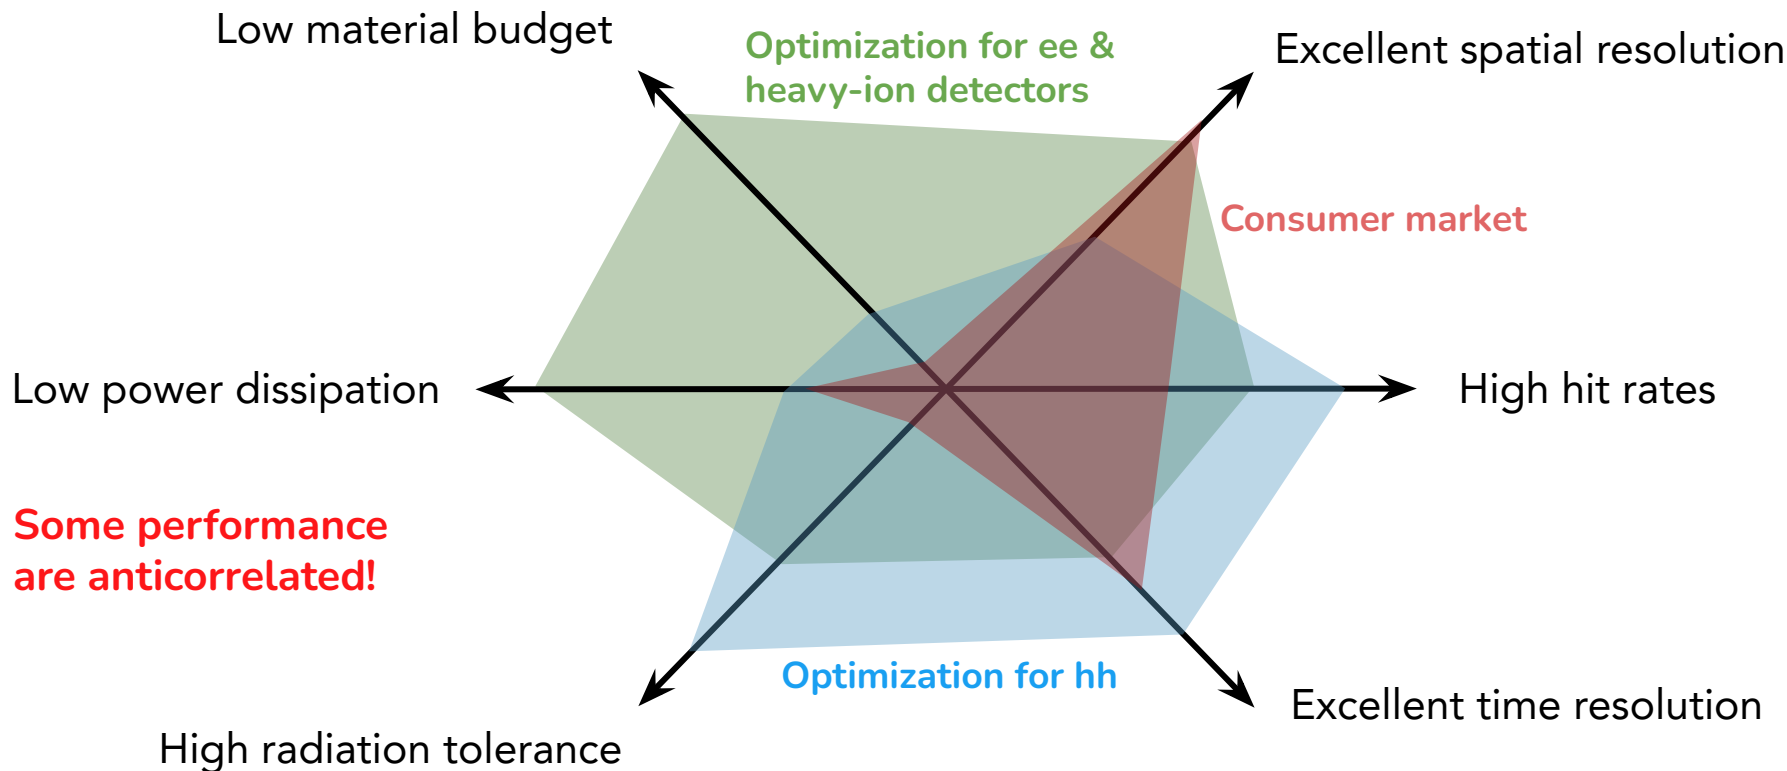 Low material budget
Optimization for ee &
heavy-ion detectors
Excellent spatial resolution
Consumer market
Low power dissipation
High hit rates
Some performance
are anticorrelated!
Optimization for hh
Excellent time resolution
High radiation tolerance